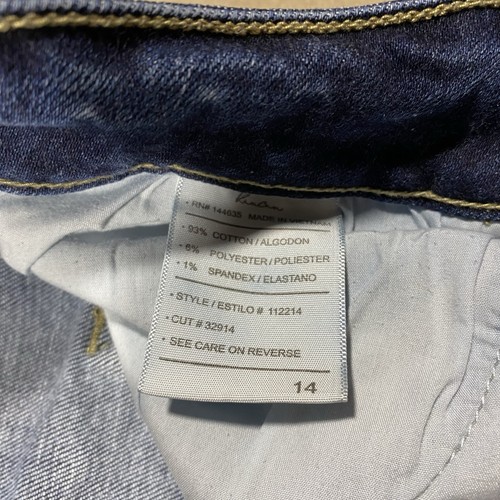 • RN# 144635 MADE IN VIETNAM
• 93% COTTON / ALGODON
• 6% POLYESTER / POLIESTER
• 1% SPANDEX / ELASTANO
• STYLE / ESTILO # 112214
• CUT # 32914
• SEE CARE ON REVERSE
14